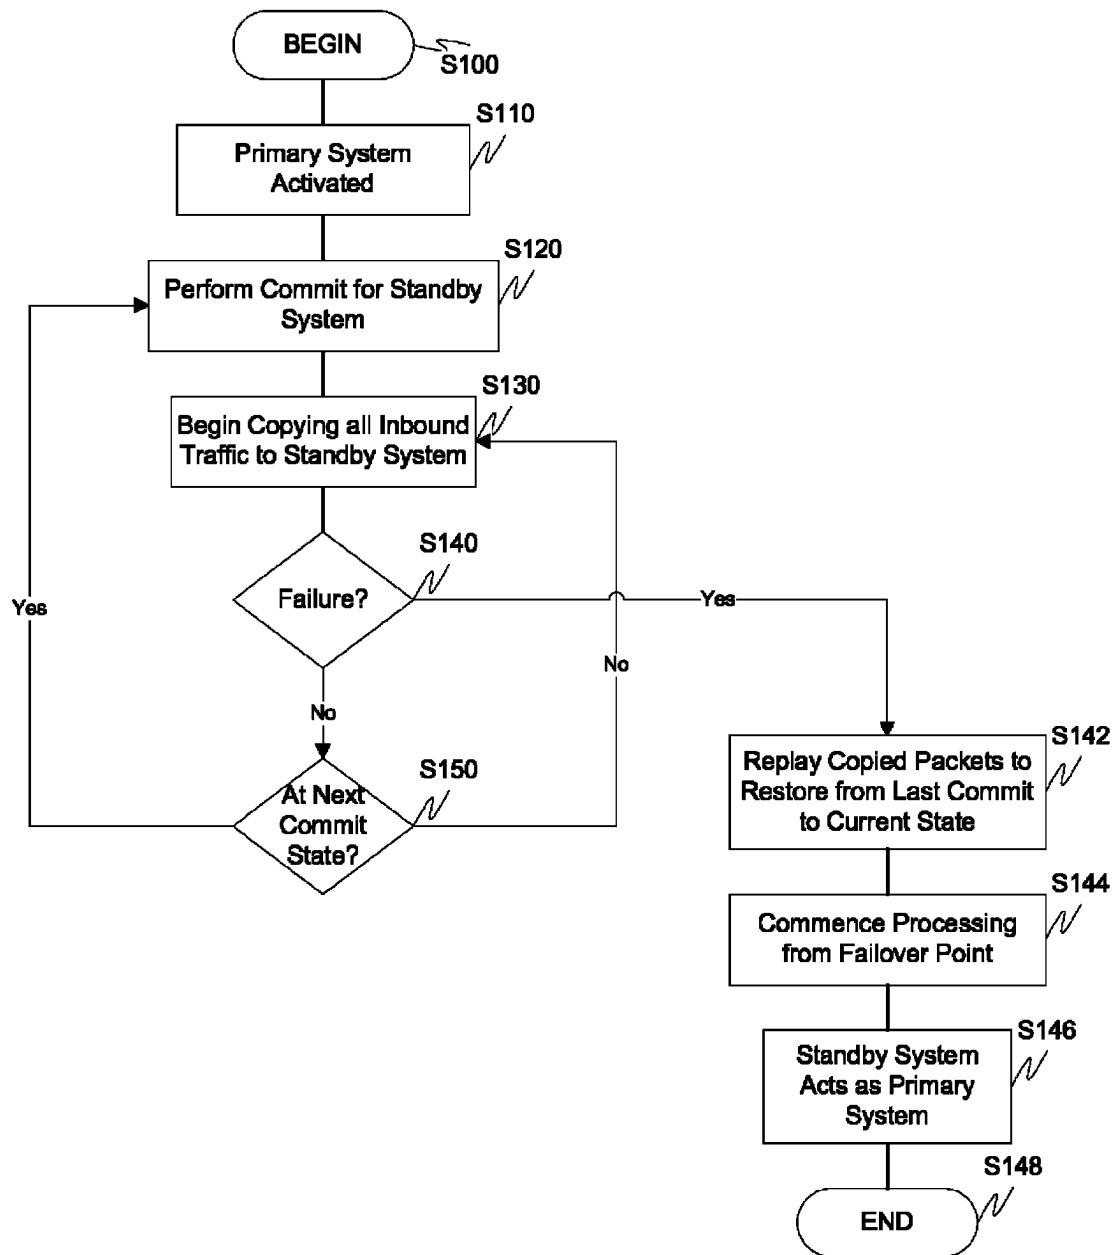 BEGIN
S100
S110
Primary System
Activated
S120
Perform Commit for Standby
System
S130
Begin Copying all Inbound
Traffic to Standby System
S140
Failure?
Yes
Yes
No
No
S150
At Next
Commit
State?
S142
Replay Copied Packets to
Restore from Last Commit
to Current State
S144
Commence Processing
from Failover Point
S146
Standby System
Acts as Primary
System
S148
END